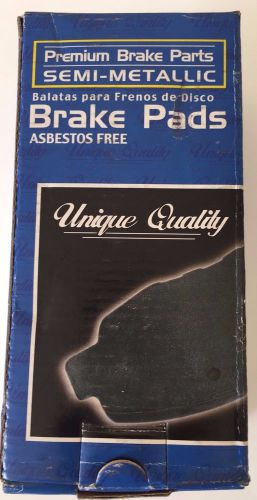 Premium Brake Parts
SEMI-METALLIC
Balatas para Frenos de Disco
Brake Pads
ASBESTOS FREE
Unique Quality